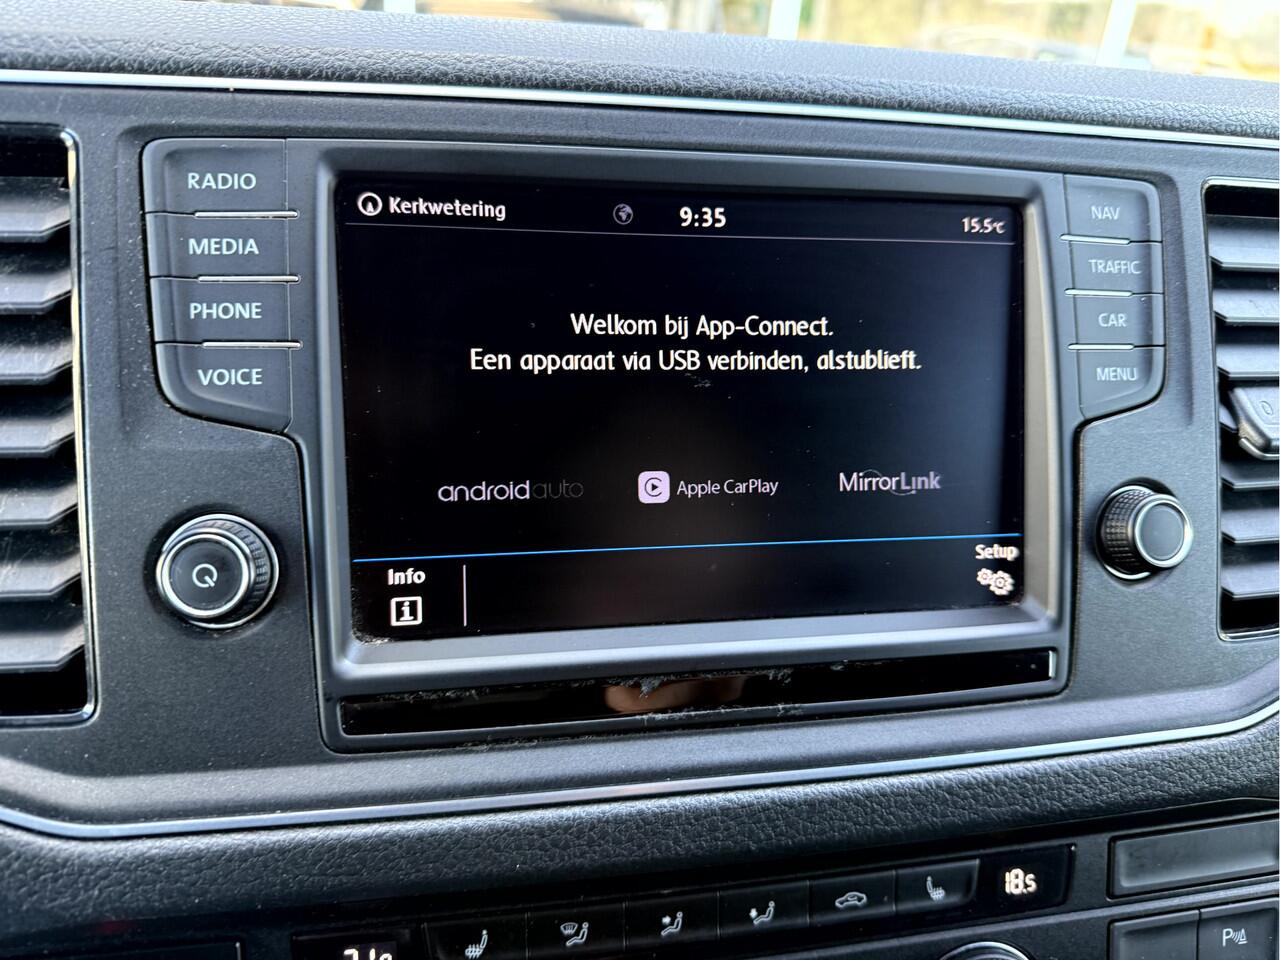 RADIO
MEDIA
PHONE
VOICE
Kerkwetering
9:35
15.5°C
Welkom bij App-Connect.
Een apparaat via USB verbinden, alstublieft.
androidauto
Apple CarPlay
MirrorLink
Info
i
Setup
NAV
TRAFFIC
CAR
MENU
18.5
P